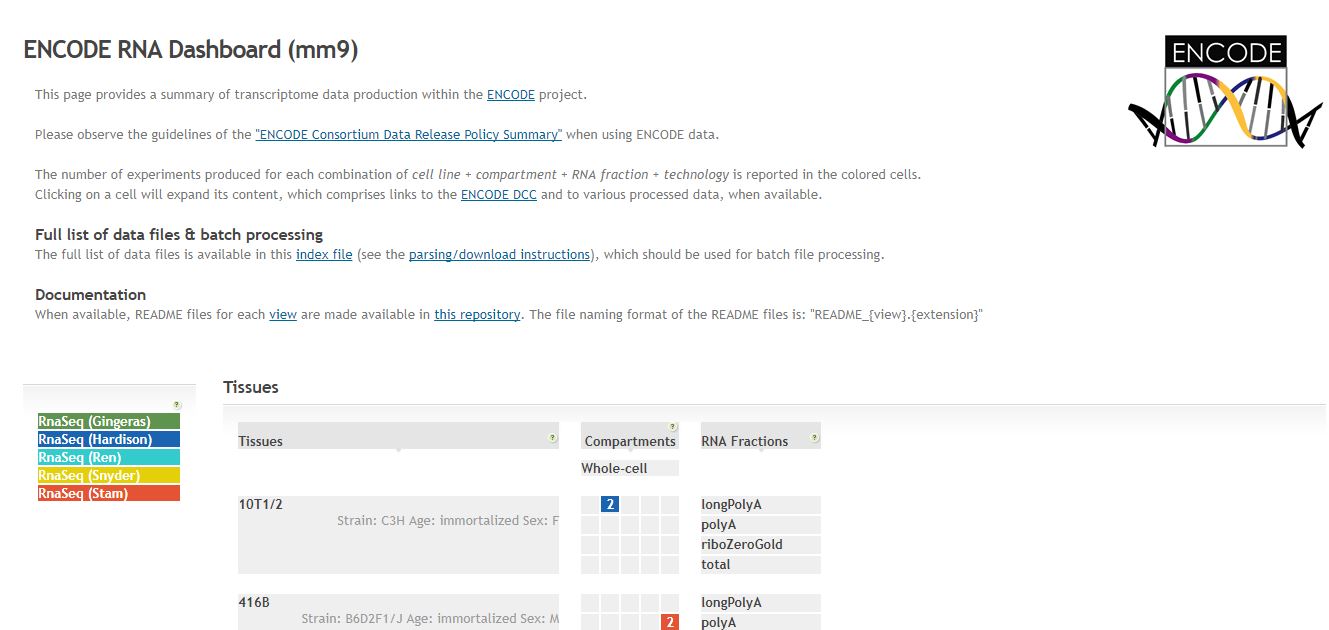 ENCODE RNA Dashboard (mm9)
ENCODE
This page provides a summary of transcriptome data production within the ENCODE project.
Please observe the guidelines of the "ENCODE Consortium Data Release Policy Summary" when using ENCODE data.
The number of experiments produced for each combination of cell line + compartment + RNA fraction + technology is reported in the colored cells.
Clicking on a cell will expand its content, which comprises links to the ENCODE DCC and to various processed data, when available.
Full list of data files & batch processing
The full list of data files is available in this index file (see the parsing/download instructions), which should be used for batch file processing.
Documentation
When available, README files for each view are made available in this repository. The file naming format of the README files is: "README_{view}.{extension}"
?
RnaSeq (Gingeras)
RnaSeq (Hardison)
RnaSeq (Ren)
RnaSeq (Snyder)
RnaSeq (Stam)
Tissues
Tissues ? Compartments ? RNA Fractions ?
Whole-cell
10T1/2 2 longPolyA
Strain: C3H Age: immortalized Sex: F polyA
riboZeroGold
total
416B longPolyA
Strain: B6D2F1/J Age: immortalized Sex: M 2 polyA